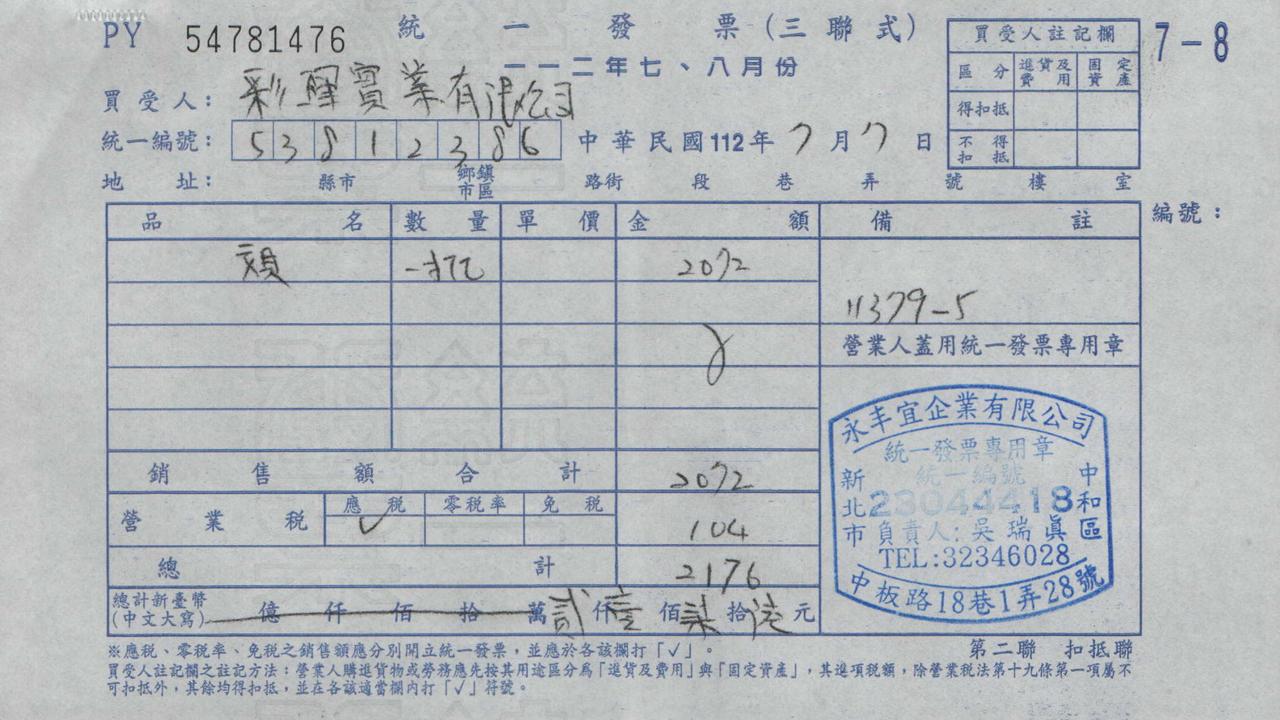 PY 54781476
統一發票(三聯式)
一一二年七、八月份
7-8
買受人註記欄
區分 進貨及費用 固定資產
得扣抵
不得扣抵
買受人: 彩琿實業有限公司
統一編號: 53812386 中華民國112年7月7日
地址: 縣市 鄉鎮市區 路街 段 巷 弄 號 樓 室
品名 數量 單價 金額 備註
編號:
一批 2072
11379-5
營業人蓋用統一發票專用章
銷售額合計 2072
營業稅 應稅 零稅率 免稅
✓ 104
總計 2176
總計新臺幣(中文大寫) 億仟佰拾萬貳仟壹佰柒拾陸元
永丰宜企業有限公司
統一發票專用章
統一編號
23044418
負責人:吳瑞真
TEL:32346028
新北市中和區
中板路18巷1弄28號
第二聯 扣抵聯
※應稅、零稅率、免稅之銷售額應分別開立統一發票,並應於各該欄打「✓」。
買受人註記欄之註記方法:營業人購進貨物或勞務應先按其用途區分為「進貨及費用」與「固定資產」,其進項稅額,除營業稅法第十九條第一項屬不
可扣抵外,其餘均得扣抵,並在各該適當欄內打「✓」符號。